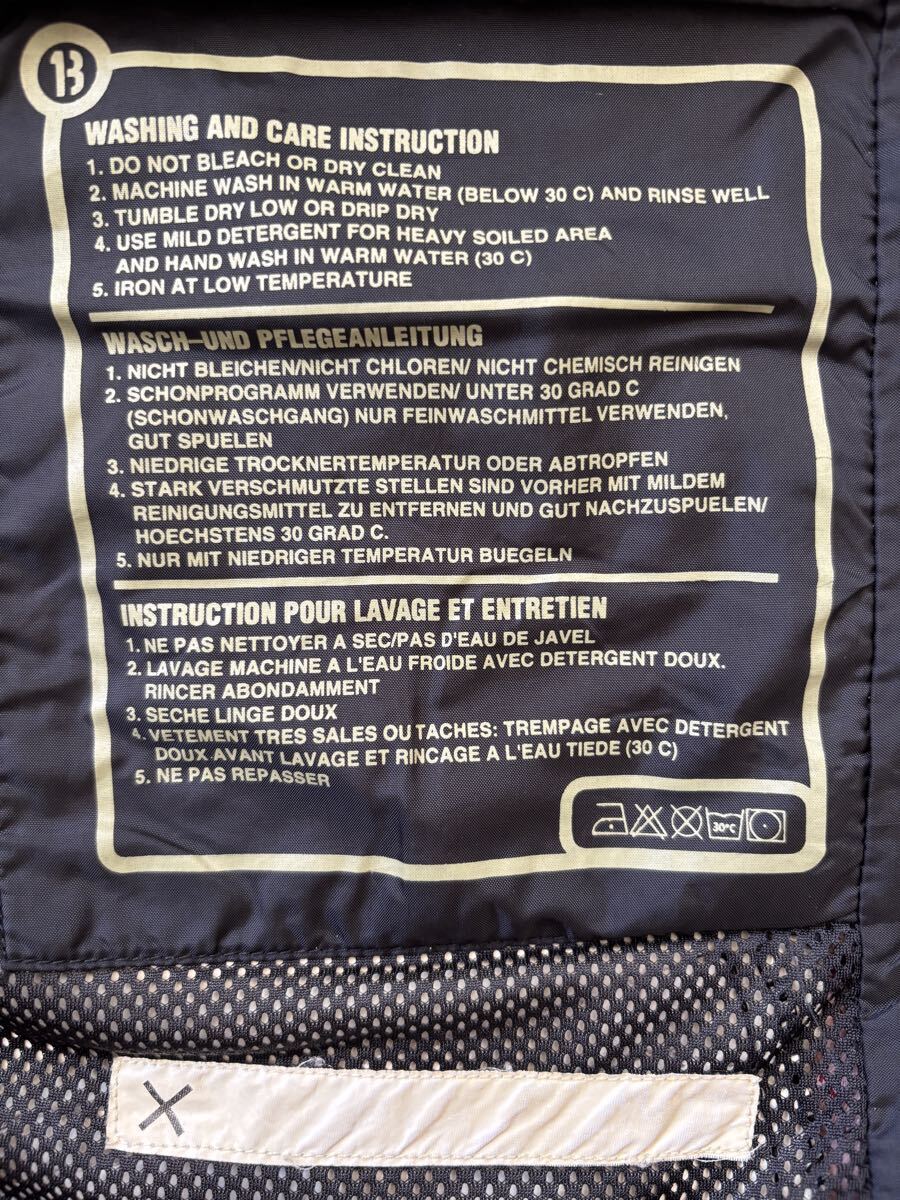 13
WASHING AND CARE INSTRUCTION
1. DO NOT BLEACH OR DRY CLEAN
2. MACHINE WASH IN WARM WATER (BELOW 30 C) AND RINSE WELL
3. TUMBLE DRY LOW OR DRIP DRY
4. USE MILD DETERGENT FOR HEAVY SOILED AREA
AND HAND WASH IN WARM WATER (30 C)
5. IRON AT LOW TEMPERATURE
WASCH-UND PFLEGEANLEITUNG
1. NICHT BLEICHEN/NICHT CHLOREN/ NICHT CHEMISCH REINIGEN
2. SCHONPROGRAMM VERWENDEN/ UNTER 30 GRAD C
(SCHONWASCHGANG) NUR FEINWASCHMITTEL VERWENDEN,
GUT SPUELEN
3. NIEDRIGE TROCKNERTEMPERATUR ODER ABTROPFEN
4. STARK VERSCHMUTZTE STELLEN SIND VORHER MIT MILDEM
REINIGUNGSMITTEL ZU ENTFERNEN UND GUT NACHZUSPUELEN/
HOECHSTENS 30 GRAD C.
5. NUR MIT NIEDRIGER TEMPERATUR BUEGELN
INSTRUCTION POUR LAVAGE ET ENTRETIEN
1. NE PAS NETTOYER A SEC/PAS D'EAU DE JAVEL
2. LAVAGE MACHINE A L'EAU FROIDE AVEC DETERGENT DOUX.
RINCER ABONDAMMENT
3. SECHE LINGE DOUX
4. VETEMENT TRES SALES OU TACHES: TREMPAGE AVEC DETERGENT
DOUX AVANT LAVAGE ET RINCAGE A L'EAU TIEDE (30 C)
5. NE PAS REPASSER
30°C
X